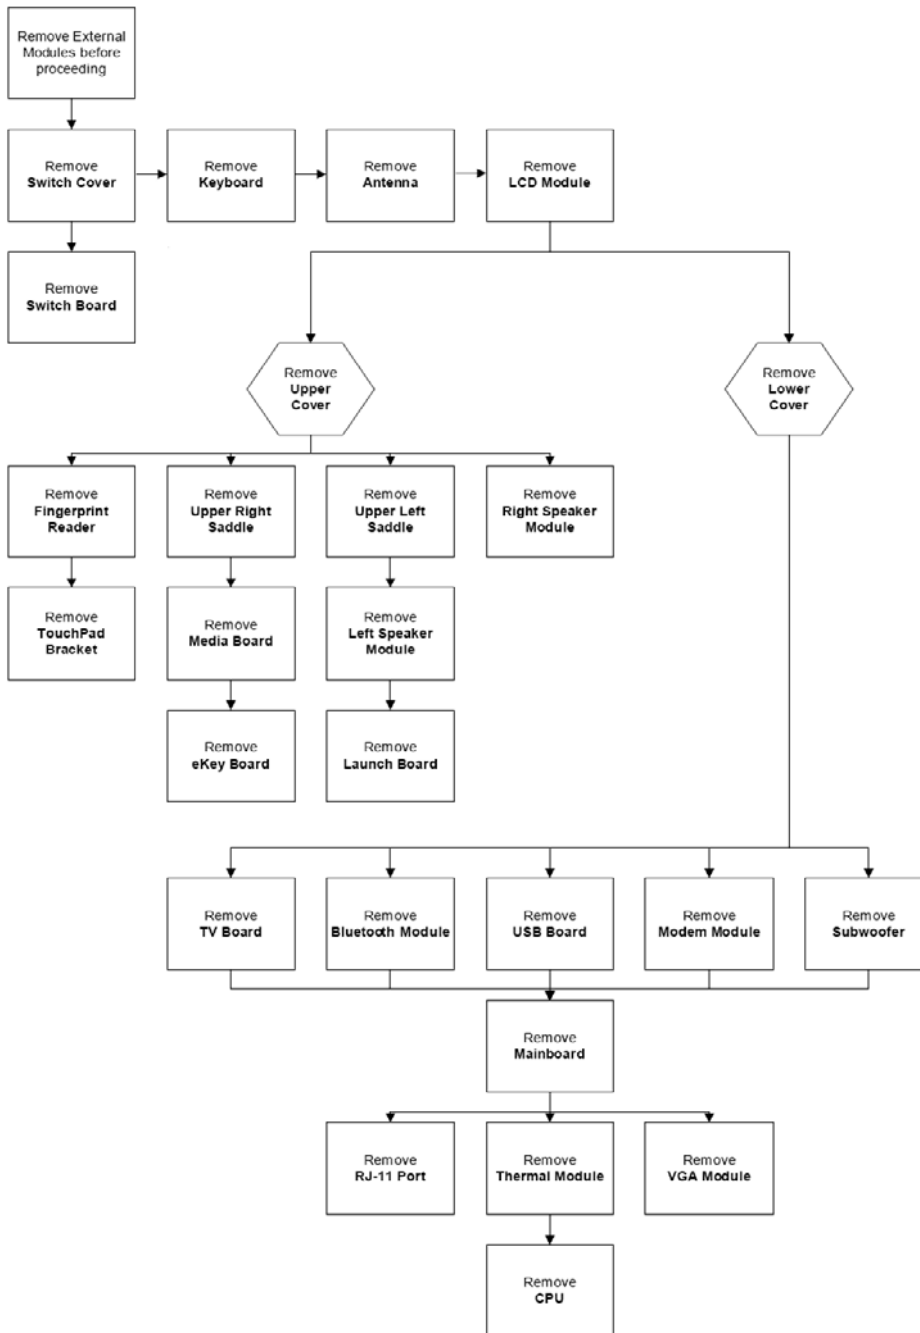 Remove External
Modules before
proceeding
Remove
Switch Cover
Remove
Keyboard
Remove
Antenna
Remove
LCD Module
Remove
Switch Board
Remove
Upper
Cover
Remove
Lower
Cover
Remove
Fingerprint
Reader
Remove
Upper Right
Saddle
Remove
Upper Left
Saddle
Remove
Right Speaker
Module
Remove
TouchPad
Bracket
Remove
Media Board
Remove
Left Speaker
Module
Remove
eKey Board
Remove
Launch Board
Remove
TV Board
Remove
Bluetooth Module
Remove
USB Board
Remove
Modem Module
Remove
Subwoofer
Remove
Mainboard
Remove
RJ-11 Port
Remove
Thermal Module
Remove
VGA Module
Remove
CPU